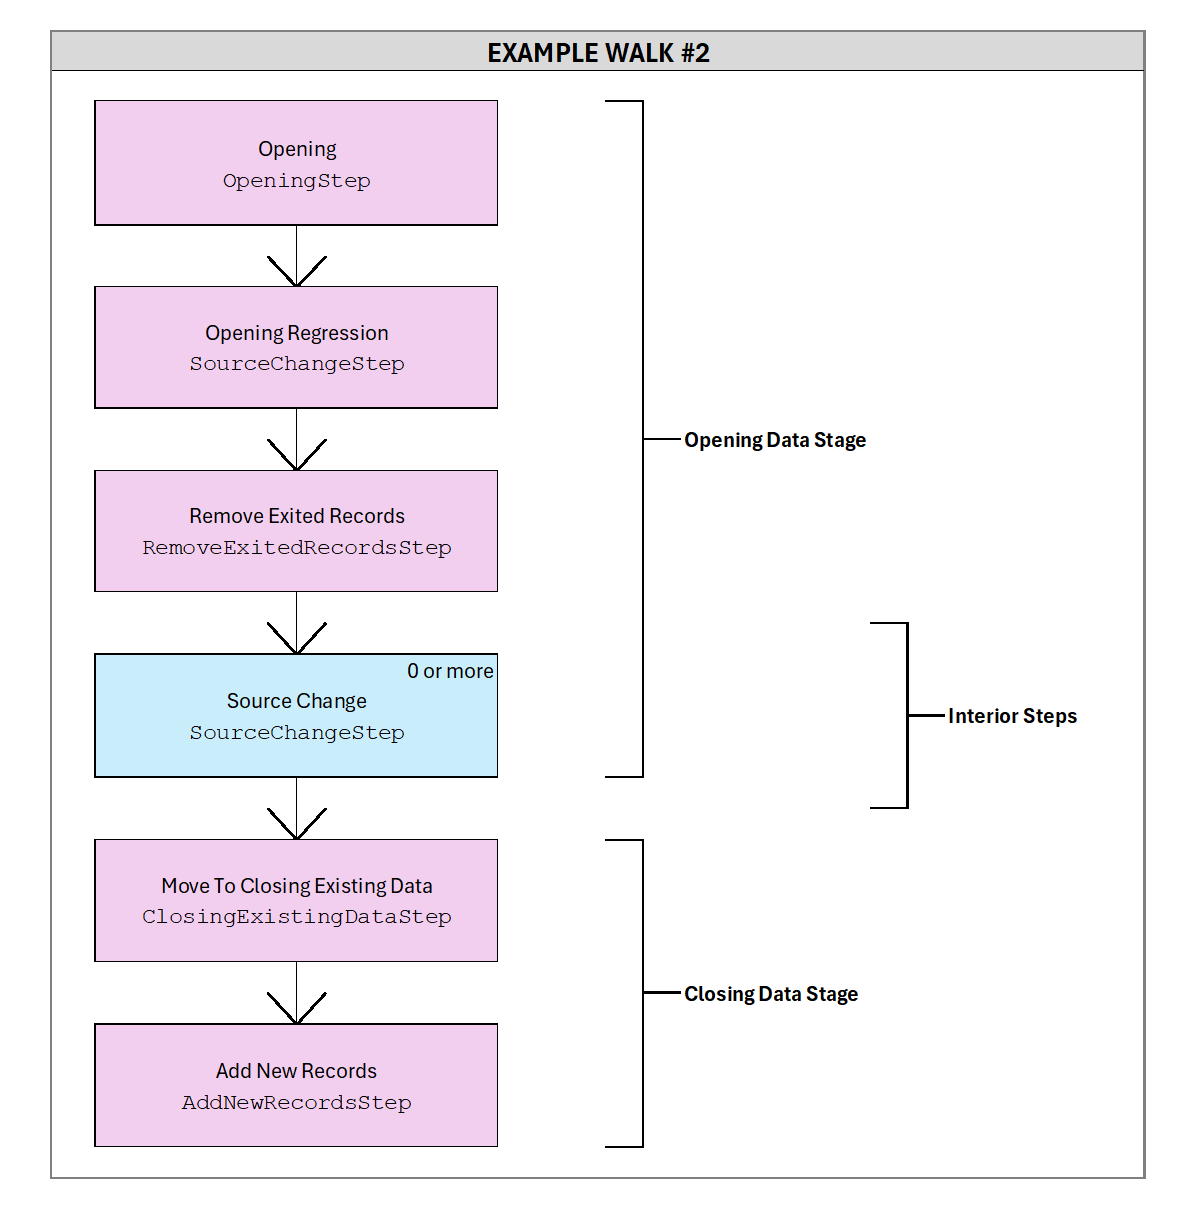 EXAMPLE WALK #2
Opening
OpeningStep
Opening Regression
SourceChangeStep
Opening Data Stage
Remove Exited Records
RemoveExitedRecordsStep
0 or more
Source Change
SourceChangeStep
Interior Steps
Move To Closing Existing Data
ClosingExistingDataStep
Closing Data Stage
Add New Records
AddNewRecordsStep